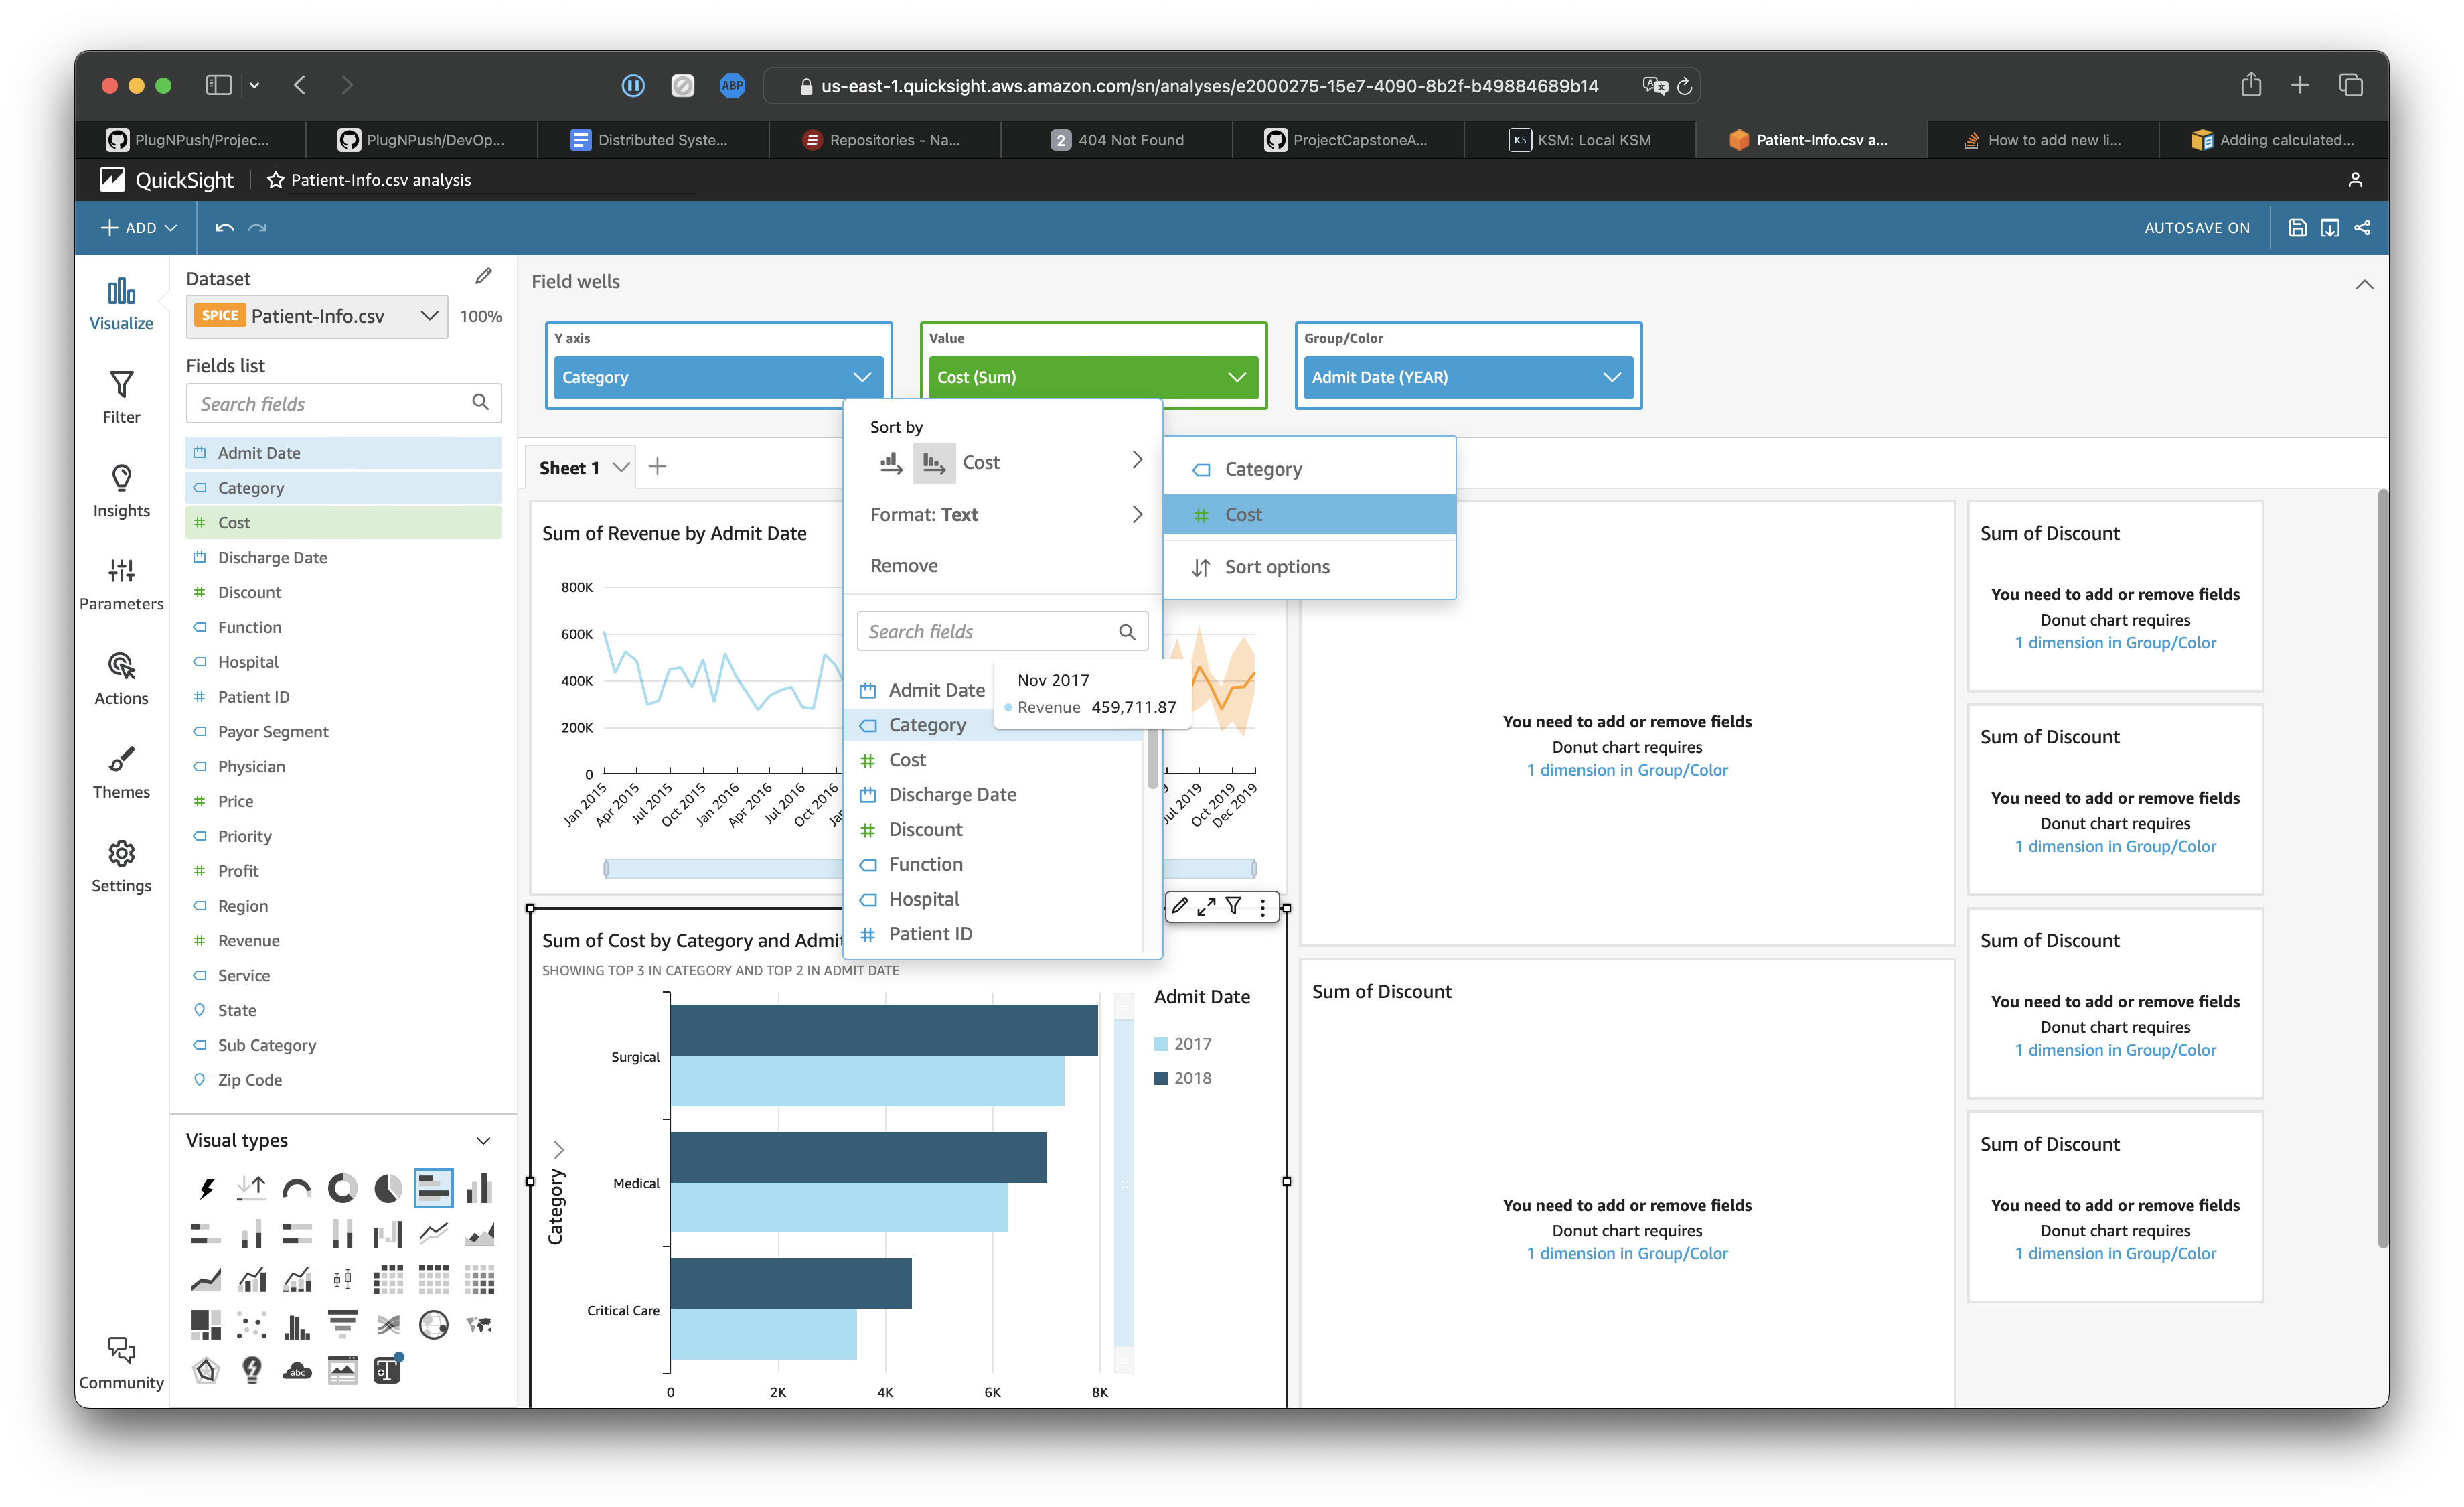 ABP
us-east-1.quicksight.aws.amazon.com/sn/analyses/e2000275-15e7-4090-8b2f-b49884689b14
PlugNPush/Projec...
PlugNPush/DevOp...
Distributed Syste...
Repositories - Na...
2 404 Not Found
ProjectCapstoneA...
KS KSM: Local KSM
Patient-Info.csv a...
How to add new li...
Adding calculated...
QuickSight
Patient-Info.csv analysis
ADD
AUTOSAVE ON
Visualize
Filter
Insights
Parameters
Actions
Themes
Settings
Community
Dataset
SPICE Patient-Info.csv 100%
Fields list
Search fields
Admit Date
Category
Cost
Discharge Date
Discount
Function
Hospital
Patient ID
Payor Segment
Physician
Price
Priority
Profit
Region
Revenue
Service
State
Sub Category
Zip Code
Visual types
abc
Field wells
Y axis
Category
Value
Cost (Sum)
Group/Color
Admit Date (YEAR)
Sheet 1
Sort by
Cost
Format: Text
Remove
Search fields
Admit Date
Category
Cost
Discharge Date
Discount
Function
Hospital
Patient ID
Category
Cost
Sort options
Nov 2017
Revenue 459,711.87
Sum of Revenue by Admit Date
800K
600K
400K
200K
0
Jan 2015
Apr 2015
Jul 2015
Oct 2015
Jan 2016
Apr 2016
Jul 2016
Oct 2016
Jul 2019
Oct 2019
Dec 2019
Sum of Cost by Category and Admit
SHOWING TOP 3 IN CATEGORY AND TOP 2 IN ADMIT DATE
Category
Surgical
Medical
Critical Care
0
2K
4K
6K
8K
Admit Date
2017
2018
You need to add or remove fields
Donut chart requires
1 dimension in Group/Color
Sum of Discount
You need to add or remove fields
Donut chart requires
1 dimension in Group/Color
Sum of Discount
You need to add or remove fields
Donut chart requires
1 dimension in Group/Color
Sum of Discount
You need to add or remove fields
Donut chart requires
1 dimension in Group/Color
Sum of Discount
You need to add or remove fields
Donut chart requires
1 dimension in Group/Color
Sum of Discount
You need to add or remove fields
Donut chart requires
1 dimension in Group/Color